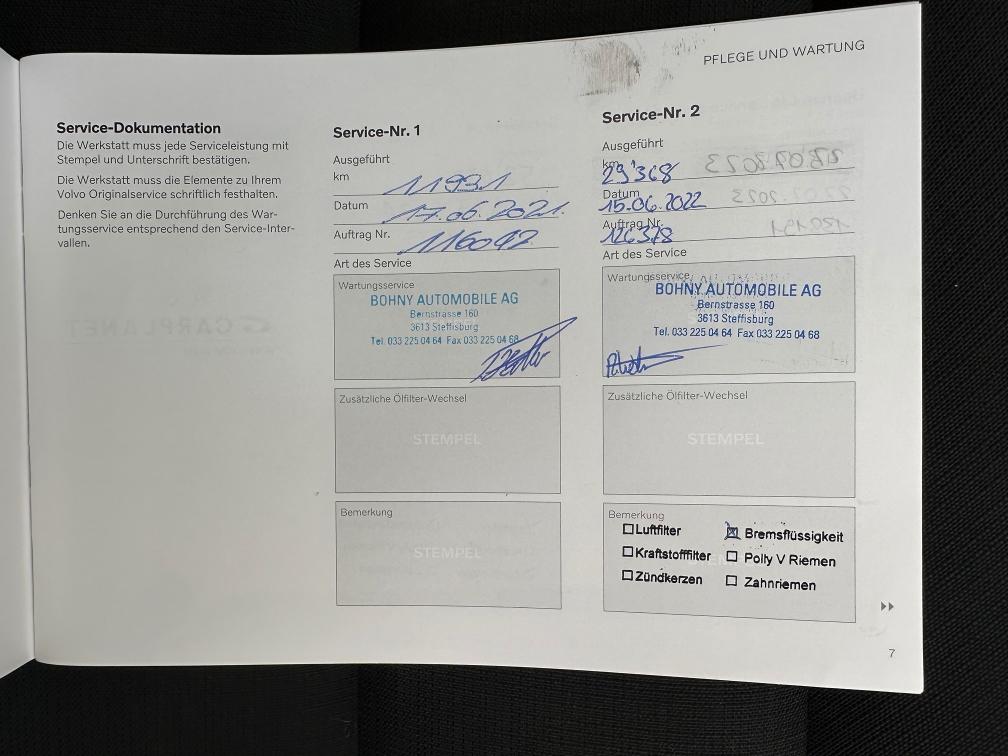 PFLEGE UND WARTUNG
Service-Dokumentation
Die Werkstatt muss jede Serviceleistung mit
Stempel und Unterschrift bestätigen.
Die Werkstatt muss die Elemente zu Ihrem
Volvo Originalservice schriftlich festhalten.
Denken Sie an die Durchführung des War-
tungsservice entsprechend den Service-Inter-
vallen.
Service-Nr. 1
Ausgeführt
km 11931
Datum 17.06.2021.
Auftrag Nr. 116092
Art des Service
Wartungsservice
BOHNY AUTOMOBILE AG
Bernstrasse 160
3613 Steffisburg
Tel. 033 225 04 64 Fax 033 225 04 68
Zusätzliche Ölfilter-Wechsel
STEMPEL
Bemerkung
STEMPEL
Service-Nr. 2
Ausgeführt
km 29'368
Datum 15.06.2022
Auftrag Nr. 126378
Art des Service
Wartungsservice
BOHNY AUTOMOBILE AG
Bernstrasse 160
3613 Steffisburg
Tel. 033 225 04 64 Fax 033 225 04 68
Zusätzliche Ölfilter-Wechsel
STEMPEL
Bemerkung
☐ Luftfilter ☒ Bremsflüssigkeit
☐ Kraftstofffilter ☐ Polly V Riemen
☐ Zündkerzen ☐ Zahnriemen
7